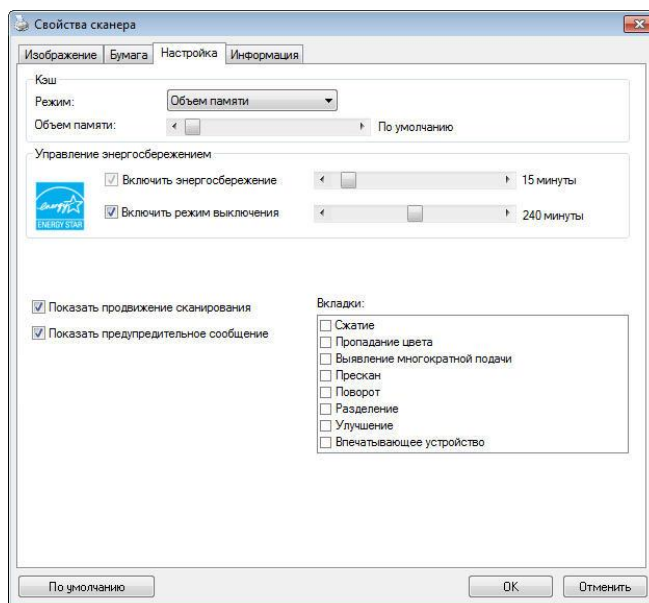 Свойства сканера
Изображение Бумага Настройка Информация
Кэш
Режим: Объем памяти
Объем памяти: По умолчанию
Управление энергосбережением
Включить энергосбережение 15 минуты
Включить режим выключения 240 минуты
energy
ENERGY STAR
Показать продвижение сканирования
Показать предупредительное сообщение
Вкладки:
Сжатие
Пропадание цвета
Выявление многократной подачи
Прескан
Поворот
Разделение
Улучшение
Впечатывающее устройство
По умолчанию OK Отменить